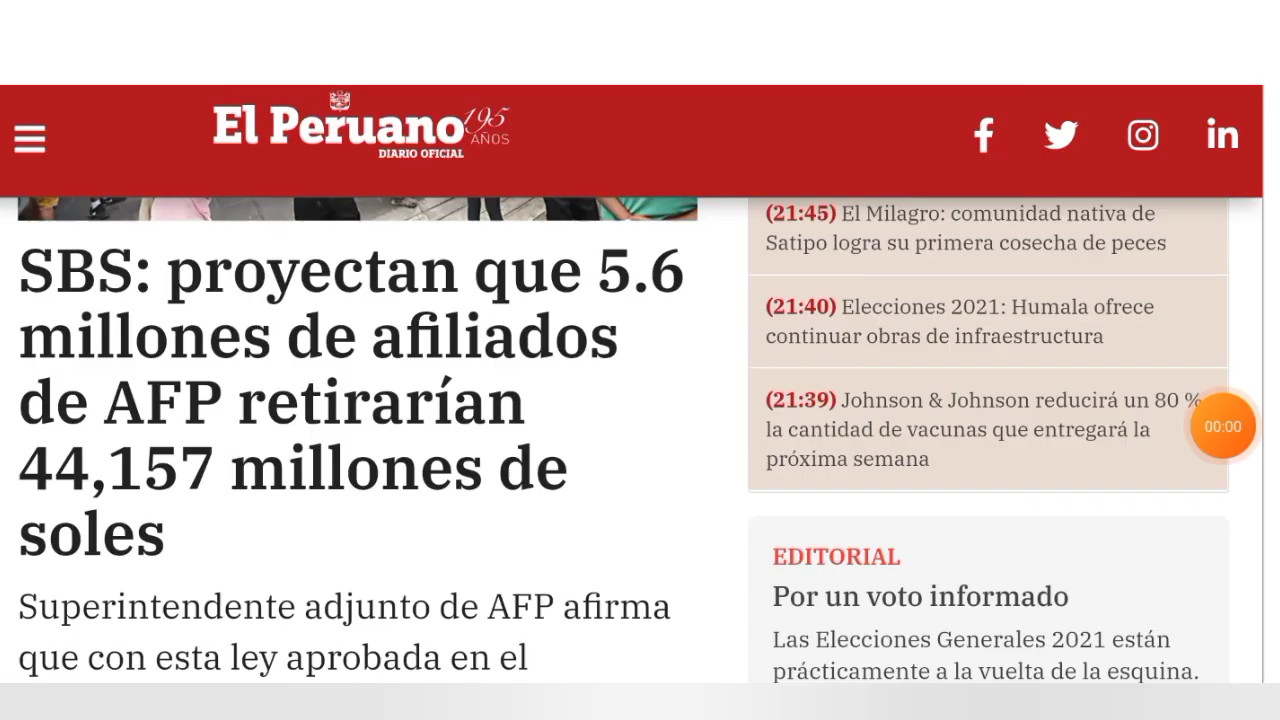 El Peruano
195
AÑOS
DIARIO OFICIAL
SBS: proyectan que 5.6
millones de afiliados
de AFP retirarían
44,157 millones de
soles
Superintendente adjunto de AFP afirma
que con esta ley aprobada en el
(21:45) El Milagro: comunidad nativa de
Satipo logra su primera cosecha de peces
(21:40) Elecciones 2021: Humala ofrece
continuar obras de infraestructura
(21:39) Johnson & Johnson reducirá un 80 %
la cantidad de vacunas que entregará la
próxima semana
00:00
EDITORIAL
Por un voto informado
Las Elecciones Generales 2021 están
prácticamente a la vuelta de la esquina.